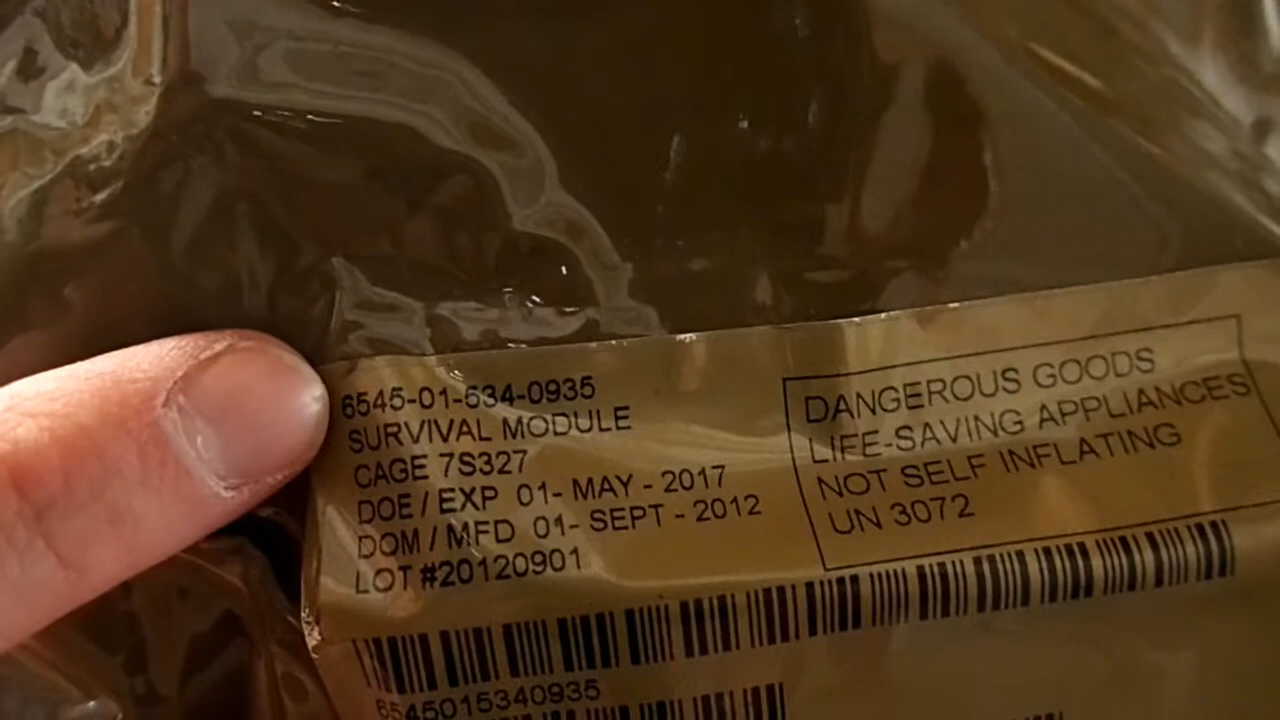 6545-01-534-0935
SURVIVAL MODULE
CAGE 7S327
DOE / EXP 01- MAY - 2017
DOM / MFD 01- SEPT - 2012
LOT #20120901
DANGEROUS GOODS
LIFE-SAVING APPLIANCES
NOT SELF INFLATING
UN 3072
6545015340935